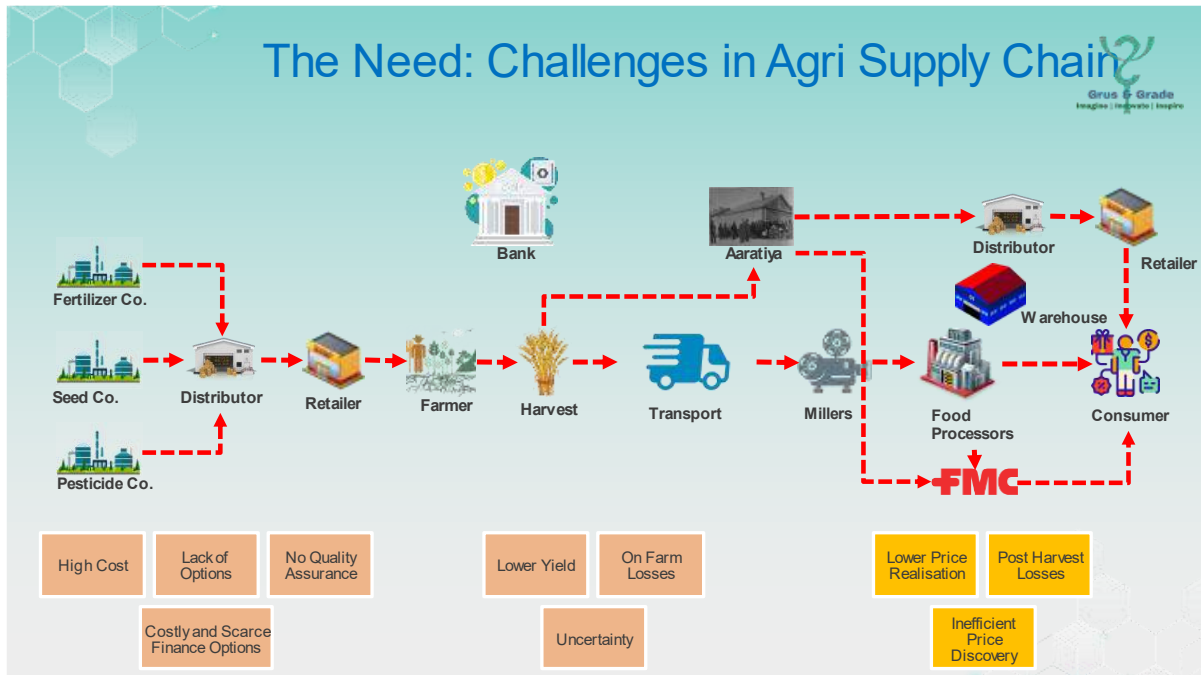 The Need: Challenges in Agri Supply Chain
Grus & Grade
Imagine | Innovate | Inspire
Bank
Aaratiya
Distributor
Retailer
Fertilizer Co.
Warehouse
Seed Co.
Distributor
Retailer
Farmer
Harvest
Transport
Millers
Food
Processors
Consumer
Pesticide Co.
FMC
High Cost
Lack of
Options
No Quality
Assurance
Costly and Scarce
Finance Options
Lower Yield
On Farm
Losses
Uncertainty
Lower Price
Realisation
Post Harvest
Losses
Inefficient
Price
Discovery